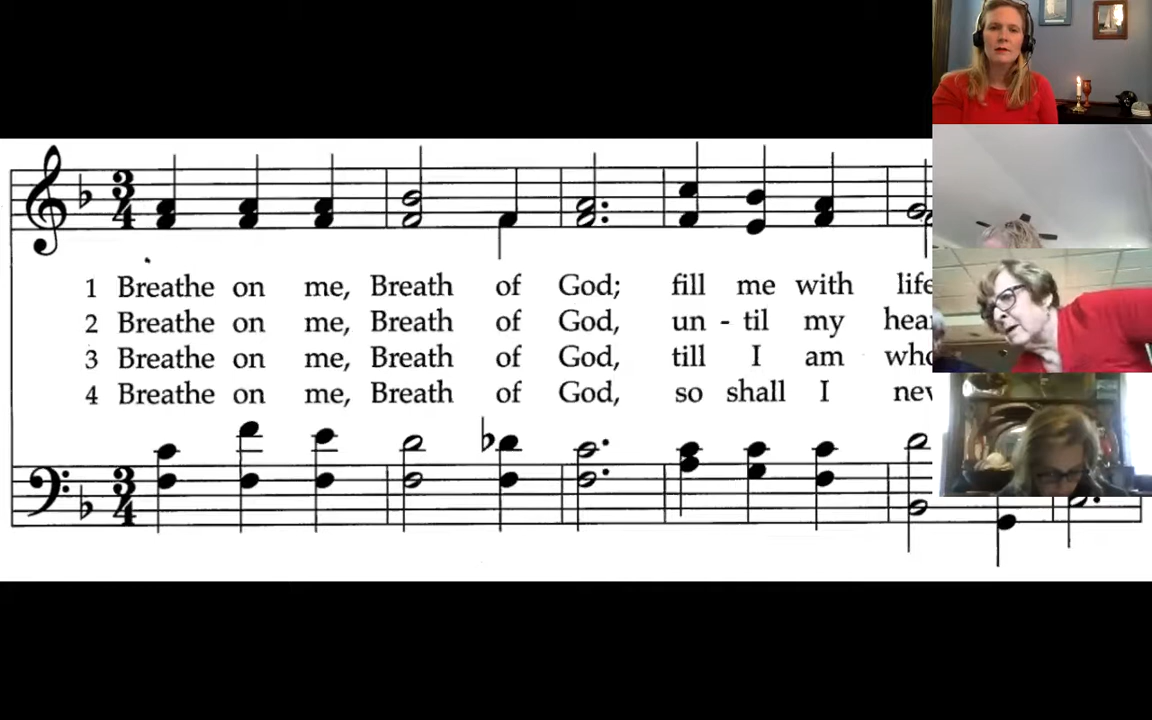 1 Breathe on me, Breath of God; fill me with life
2 Breathe on me, Breath of God, un - til my
3 Breathe on me, Breath of God, till I am
4 Breathe on me, Breath of God, so shall I